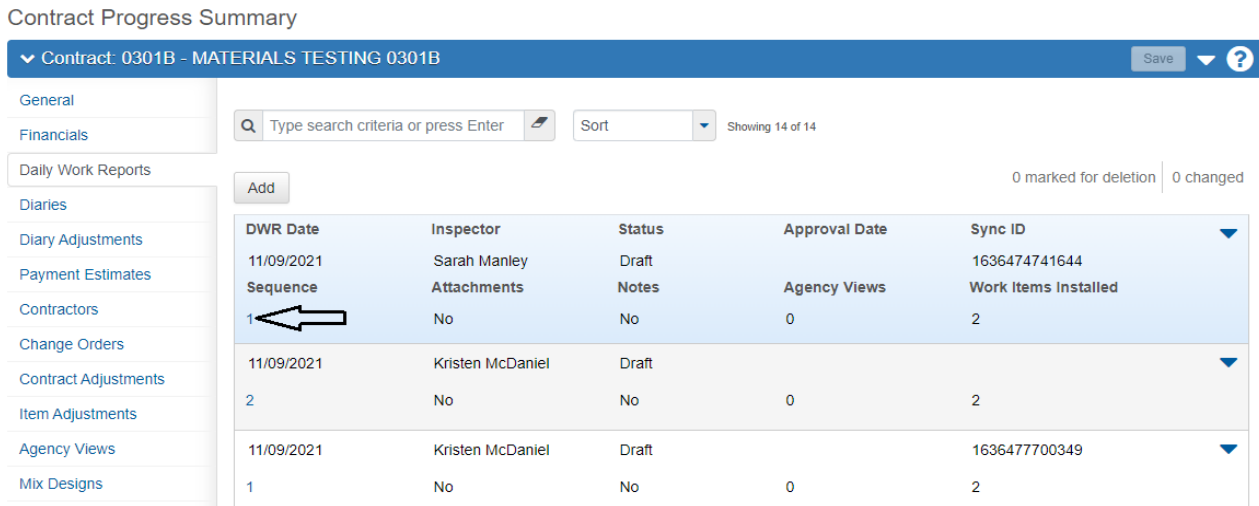 Contract Progress Summary
Contract: 0301B - MATERIALS TESTING 0301B
Save
?
General
Financials
Daily Work Reports
Diaries
Diary Adjustments
Payment Estimates
Contractors
Change Orders
Contract Adjustments
Item Adjustments
Agency Views
Mix Designs
Type search criteria or press Enter
Sort
Showing 14 of 14
Add
0 marked for deletion
0 changed
DWR Date Inspector Status Approval Date Sync ID
11/09/2021 Sarah Manley Draft 1636474741644
Sequence Attachments Notes Agency Views Work Items Installed
1 No No 0 2
11/09/2021 Kristen McDaniel Draft
2 No No 0 2
11/09/2021 Kristen McDaniel Draft 1636477700349
1 No No 0 2